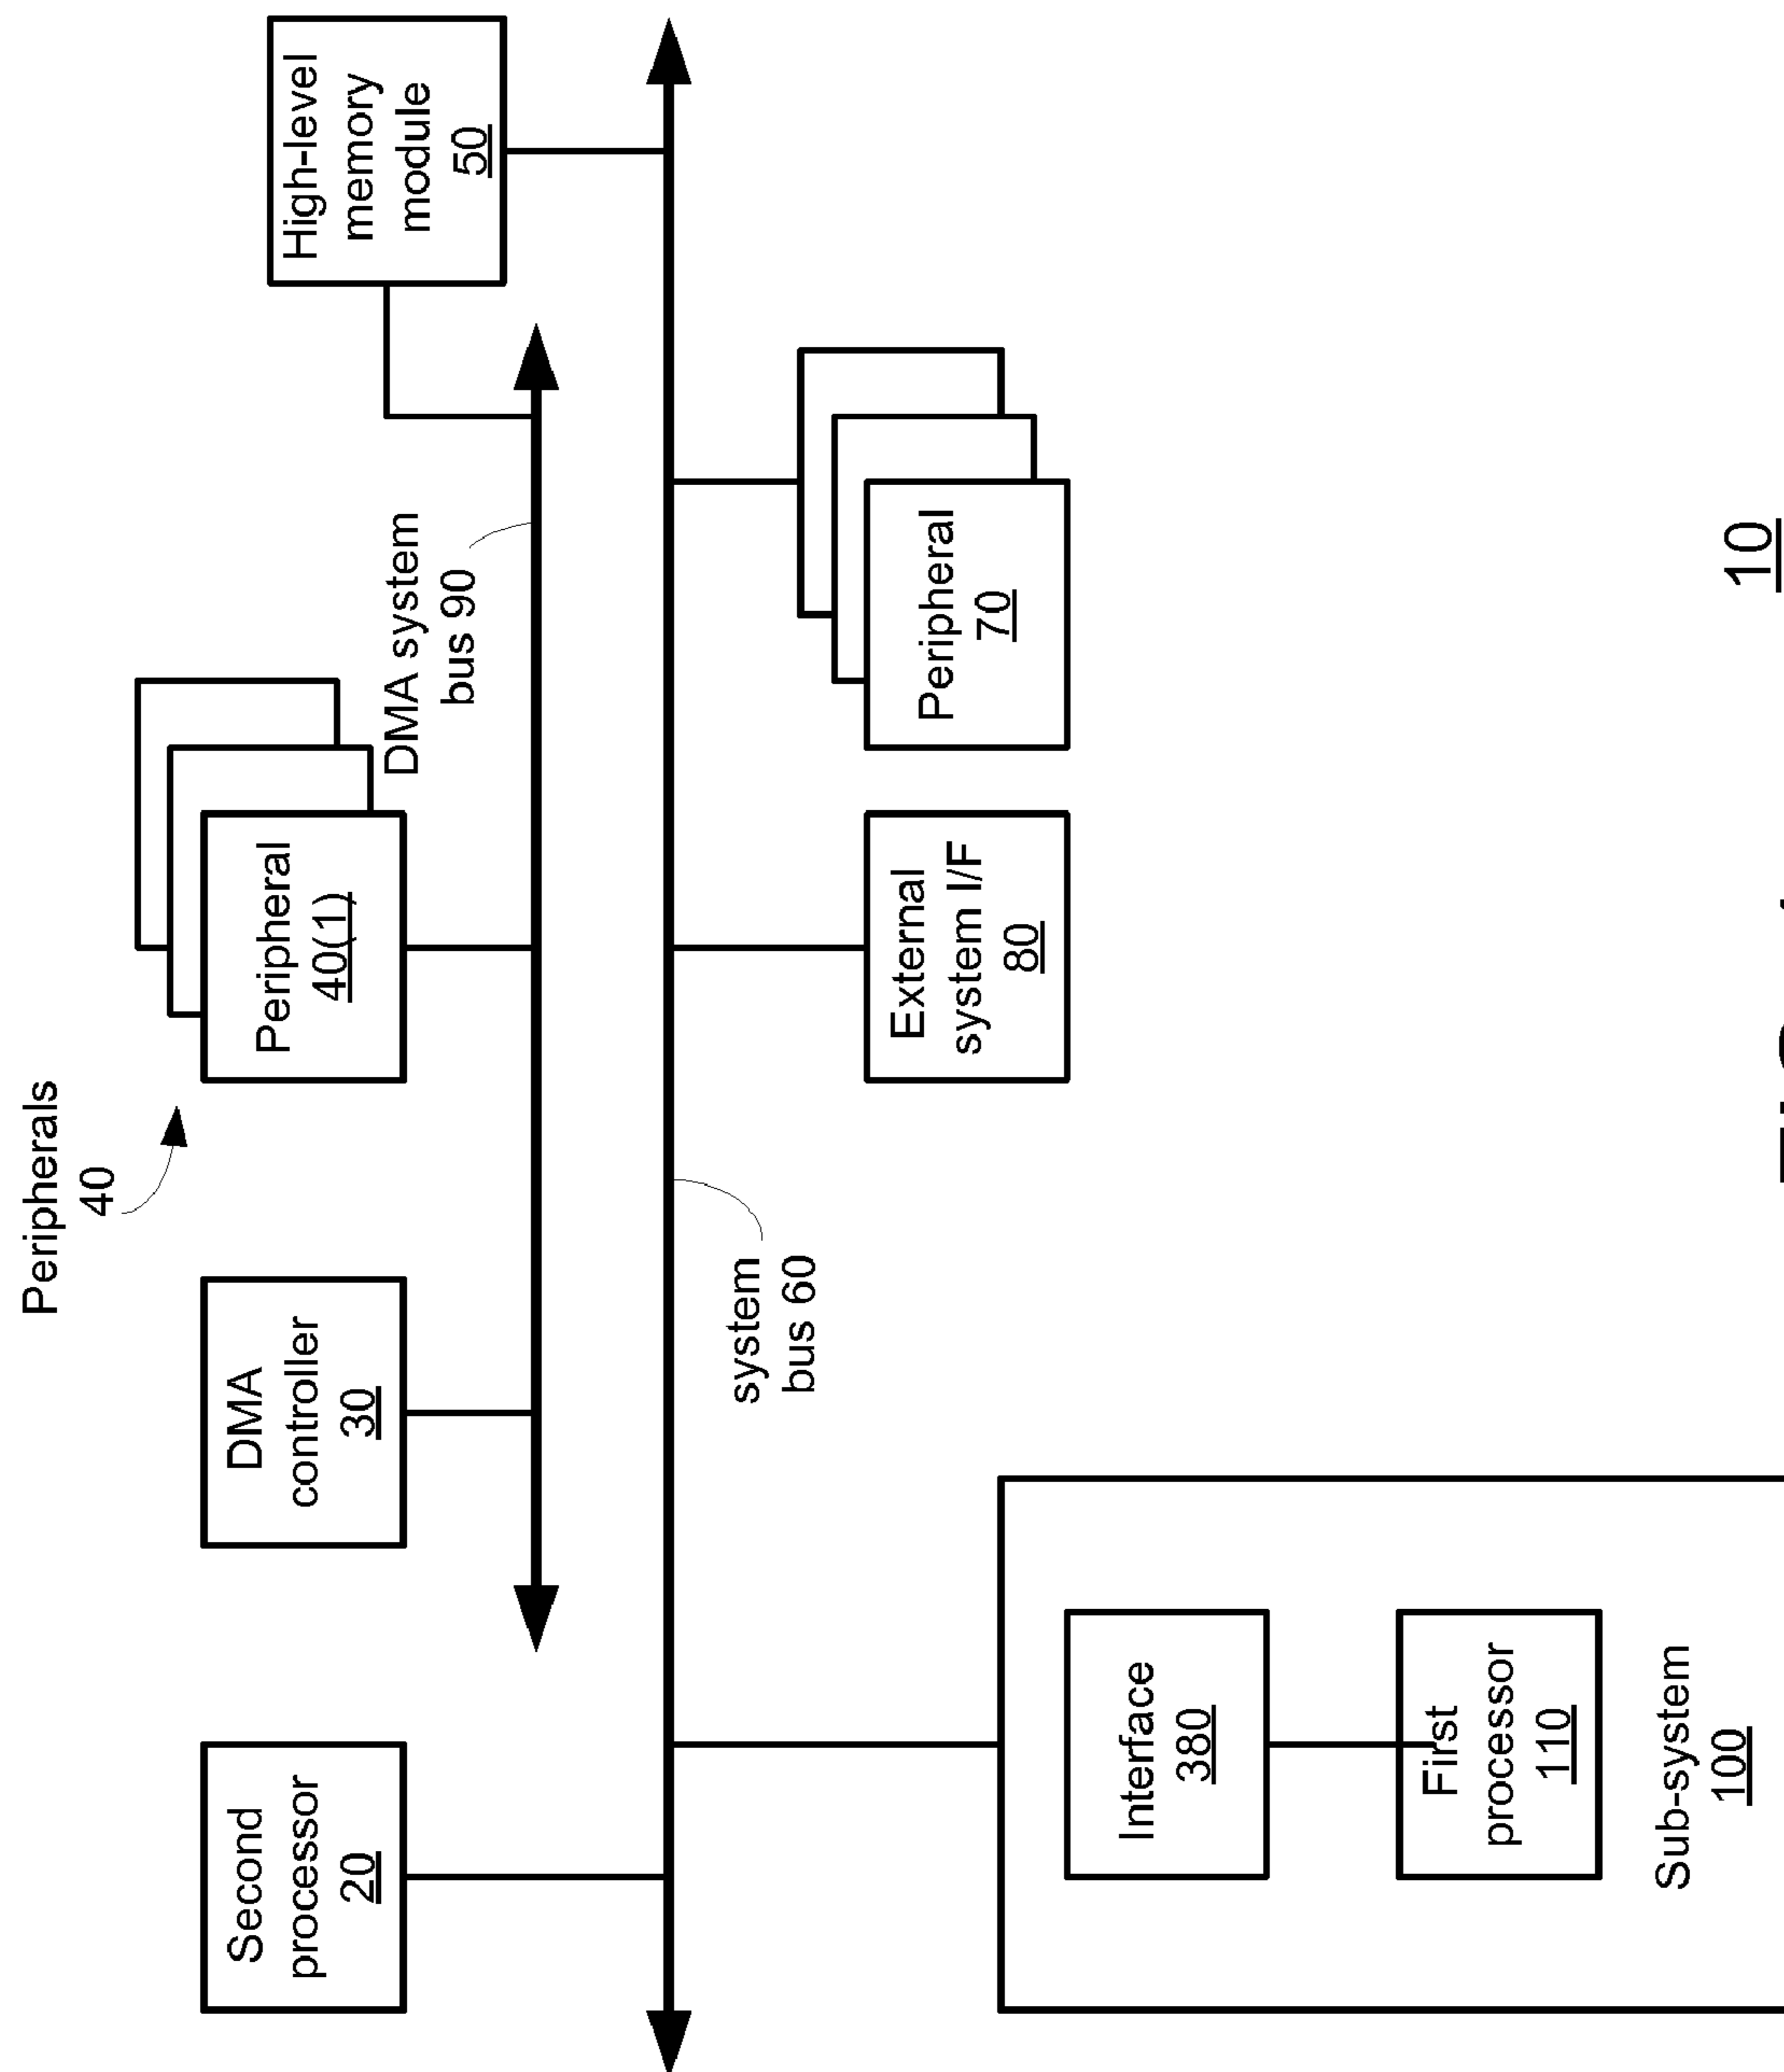 Peripherals
40
Second
processor
20
DMA
controller
30
Peripheral
40(1)
High-level
memory
module
50
DMA system
bus 90
system
bus 60
External
system I/F
80
Peripheral
70
Interface
380
First
processor
110
Sub-system
100
10